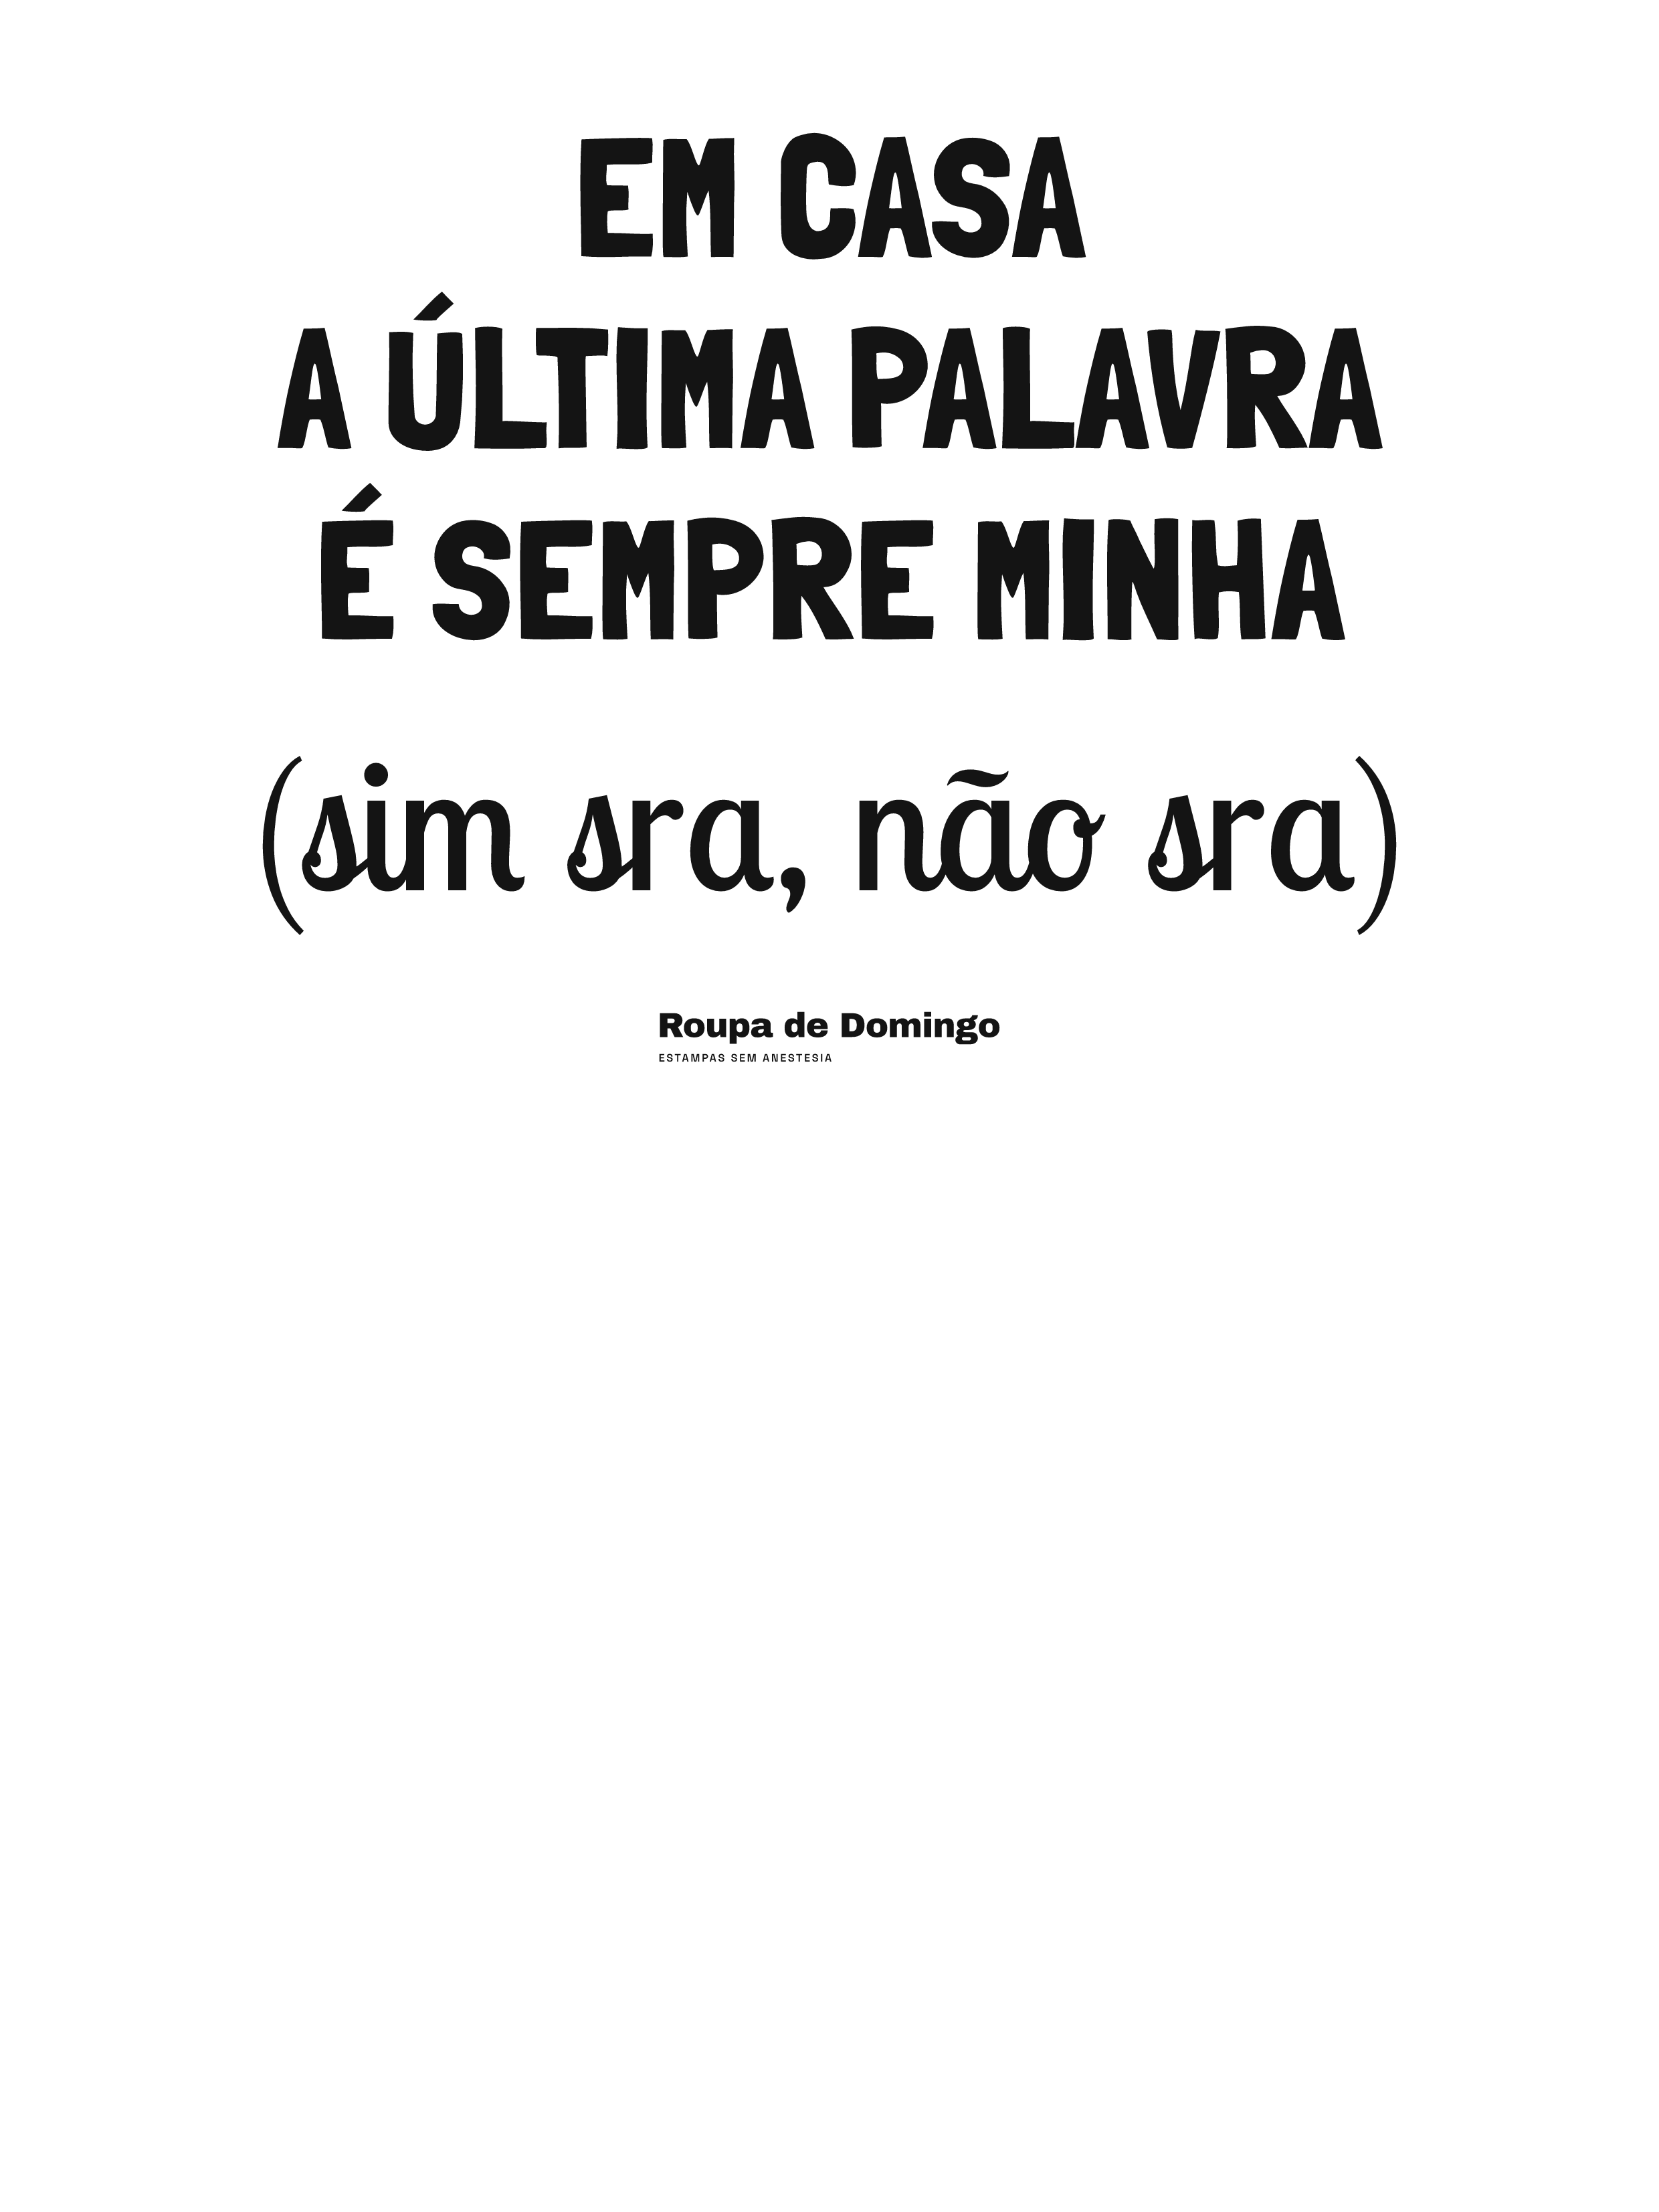 EM CASA
A ÚLTIMA PALAVRA
É SEMPRE MINHA
(sim sra, não sra)
Roupa de Domingo
ESTAMPAS SEM ANESTESIA